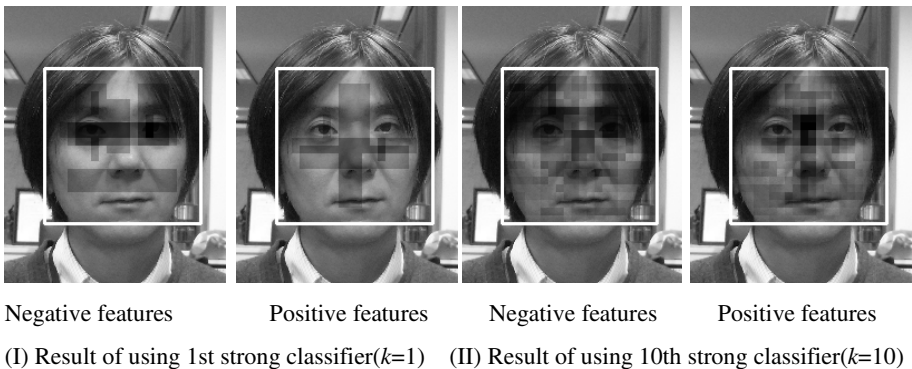 Negative features Positive features Negative features Positive features
(I) Result of using 1st strong classifier(k=1) (II) Result of using 10th strong classifier(k=10)